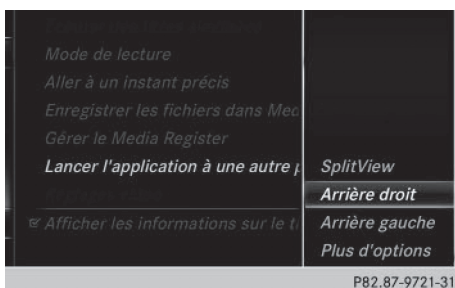 Mode de lecture
Aller à un instant précis
Enregistrer les fichiers dans Med
Gérer le Media Register
Lancer l'application à une autre p
SplitView
Arrière droit
Arrière gauche
Plus d'options
Afficher les informations sur le ti
P82.87-9721-31